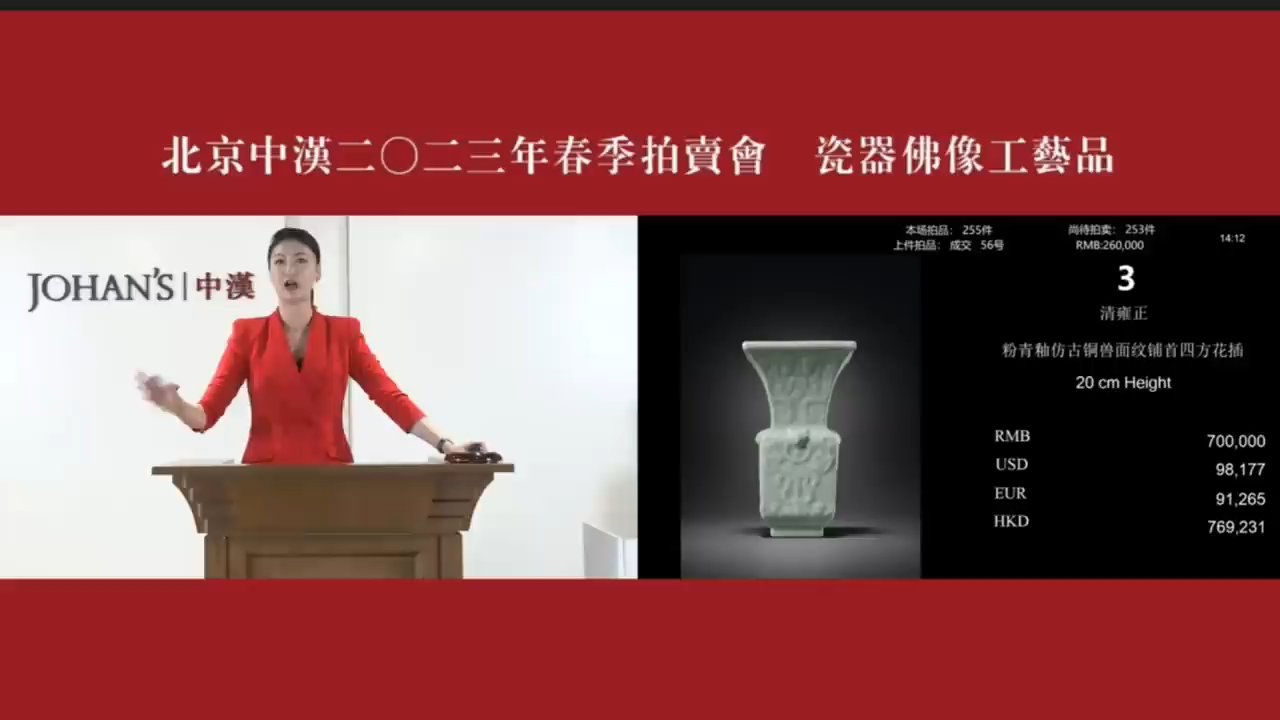 北京中漢二〇二三年春季拍賣會 瓷器佛像工藝品
JOHAN'S|中漢
本场拍品: 255件 尚待拍卖: 253件
上件拍品: 成交 56号 RMB:260,000
14:12
3
清雍正
粉青釉仿古铜兽面纹铺首四方花插
20 cm Height
RMB 700,000
USD 98,177
EUR 91,265
HKD 769,231